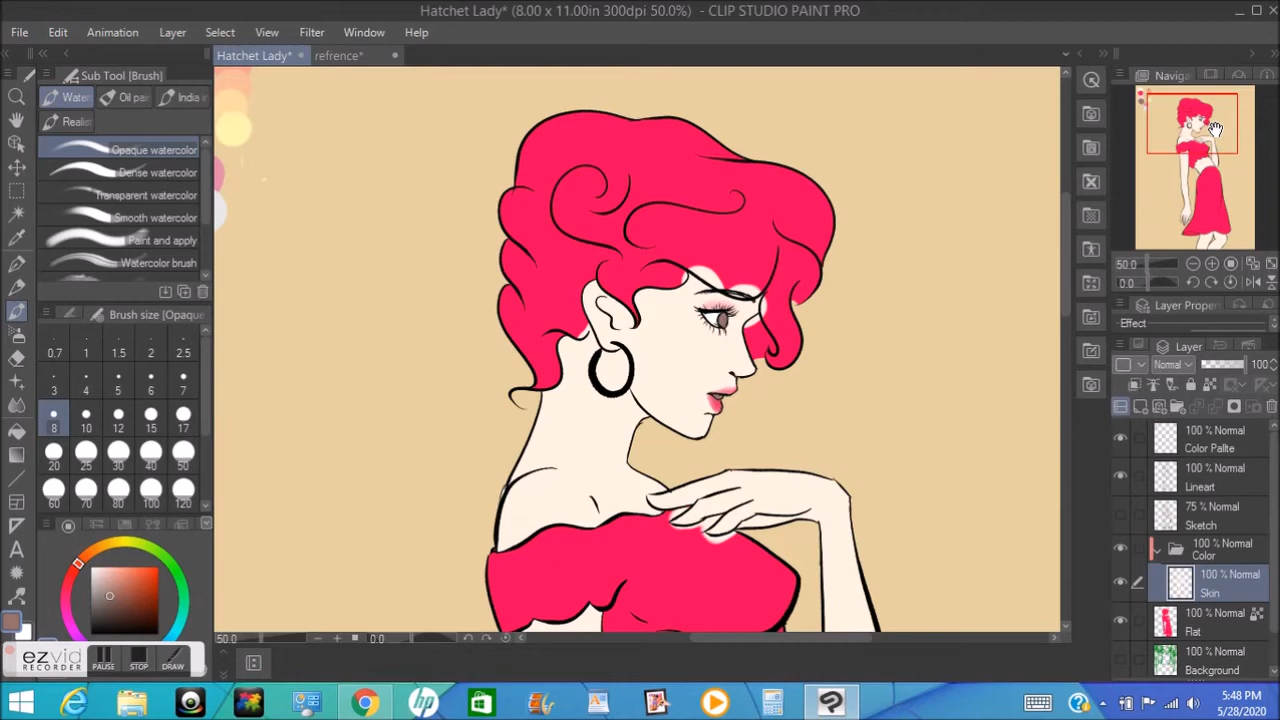 Hatchet Lady* (8.00 x 11.00in 300dpi 50.0%) - CLIP STUDIO PAINT PRO
File Edit Animation Layer Select View Filter Window Help
Hatchet Lady* refrence*
Sub Tool [Brush]
Oil pa India i
Opaque watercolor
Dense watercolor
Transparent watercolor
Smooth watercolor
Paint and apply
Watercolor brush
Brush size [Opaque
0.7 1 1.5 2 2.5
3 4 5 6 7
8 10 12 15 17
20 25 30 40 50
60 70 80 100 120
A
ezvid
RECORDER
PAUSE STOP DRAW
50.0 0.0
Naviga
50.0
0.0
Layer Proper
Effect
Layer
Normal 100
100 % Normal
Color Pallte
100 % Normal
Lineart
75 % Normal
Sketch
100 % Normal
Color
100 % Normal
Skin
100 % Normal
Flat
100 % Normal
Background
hp
5:48 PM
5/28/2020